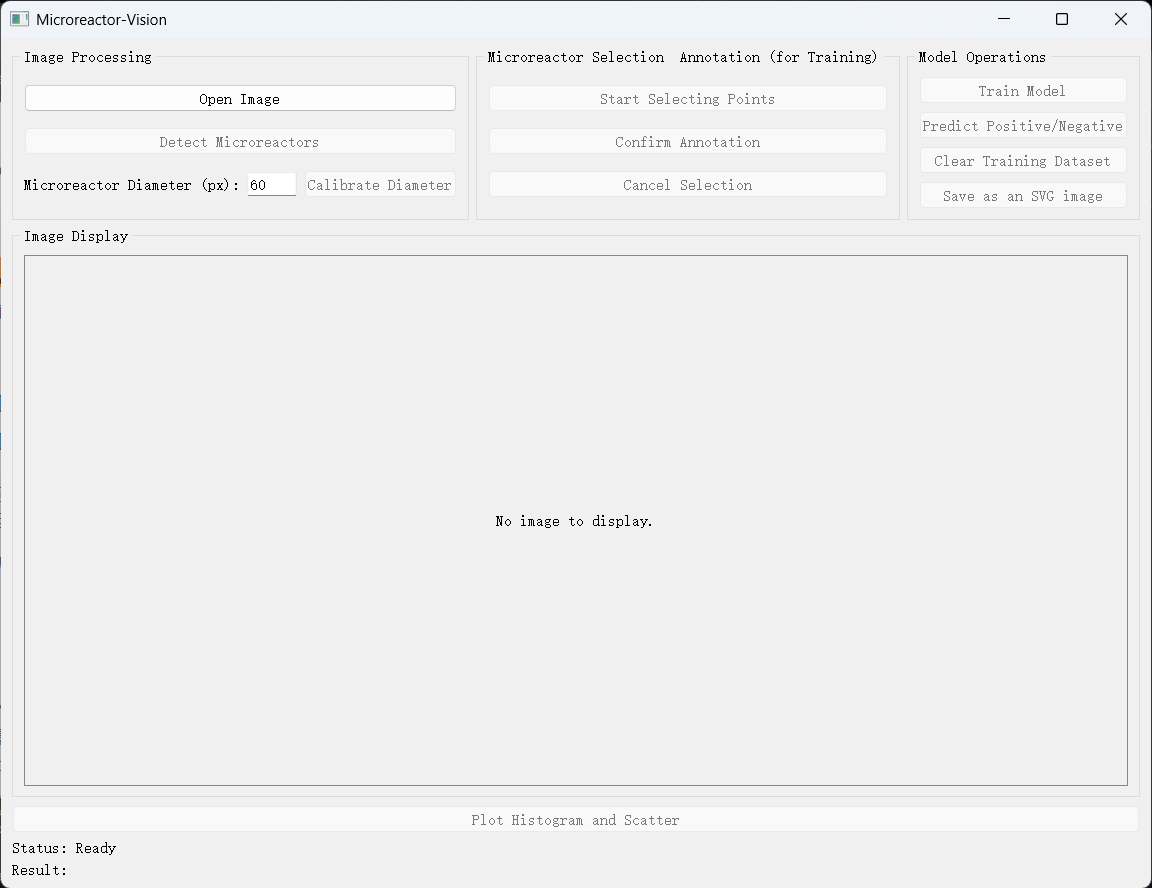 Microreactor-Vision
Image Processing
Open Image
Detect Microreactors
Microreactor Diameter (px): 60 Calibrate Diameter
Microreactor Selection  Annotation (for Training)
Start Selecting Points
Confirm Annotation
Cancel Selection
Model Operations
Train Model
Predict Positive/Negative
Clear Training Dataset
Save as an SVG image
Image Display
No image to display.
Plot Histogram and Scatter
Status: Ready
Result: